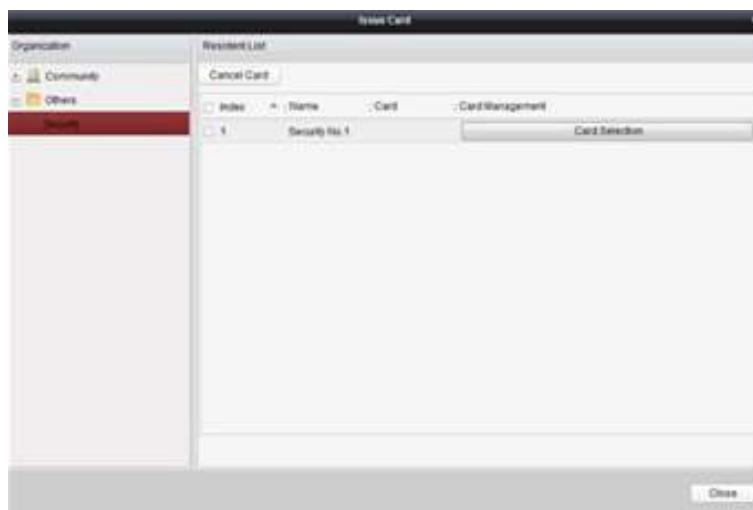 Issue Card
Organization
Resident List
Community
Cancel Card
Others
Index Name Card Card Management
Security
1 Security No.1 Card Selection
Close